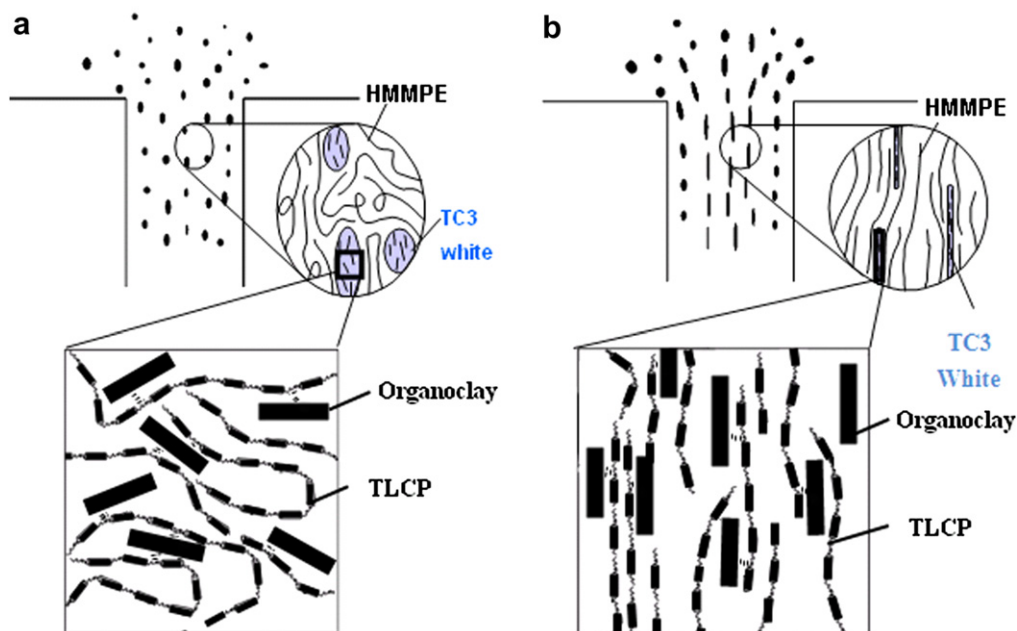 a
HMMPE
TC3
white
Organoclay
TLCP
b
HMMPE
TC3
White
Organoclay
TLCP